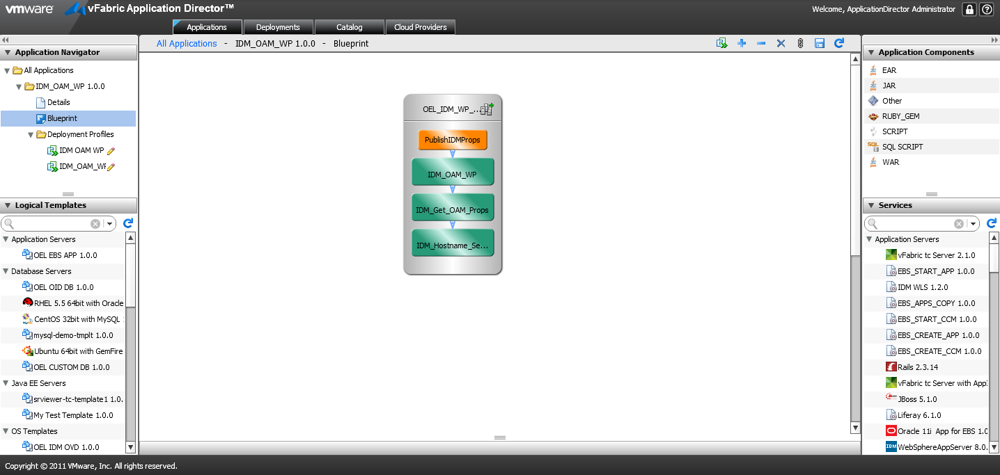 vmware vFabric Application Director™
Welcome, ApplicationDirector Administrator
Applications Deployments Catalog Cloud Providers
Application Navigator
All Applications
IDM_OAM_WP 1.0.0
Details
Blueprint
Deployment Profiles
IDM OAM WP
IDM_OAM_WF
Logical Templates
Application Servers
OEL EBS APP 1.0.0
Database Servers
OEL OID DB 1.0.0
RHEL 5.5 64bit with Oracle
CentOS 32bit with MySQL
mysql-demo-tmplt 1.0.0
Ubuntu 64bit with GemFire
OEL CUSTOM DB 1.0.0
Java EE Servers
srviewer-tc-template1 1.0.
My Test Template 1.0.0
OS Templates
OEL IDM OVD 1.0.0
All Applications - IDM_OAM_WP 1.0.0 - Blueprint
OEL_IDM_WP_...
PublishIDMProps
IDM_OAM_WP
IDM_Get_OAM_Props
IDM_Hostname_Se...
Application Components
EAR
JAR
Other
RUBY_GEM
SCRIPT
SQL SCRIPT
WAR
Services
Application Servers
vFabric tc Server 2.1.0
EBS_START_APP 1.0.0
IDM WLS 1.2.0
EBS_APPS_COPY 1.0.0
EBS_START_CCM 1.0.0
EBS_CREATE_APP 1.0.0
EBS_CREATE_CCM 1.0.0
Rails 2.3.14
vFabric tc Server with App
JBoss 5.1.0
Liferay 6.1.0
Oracle 11i App for EBS 1.0
WebSphereAppServer 8.0.
Copyright © 2011 VMware, Inc. All rights reserved.